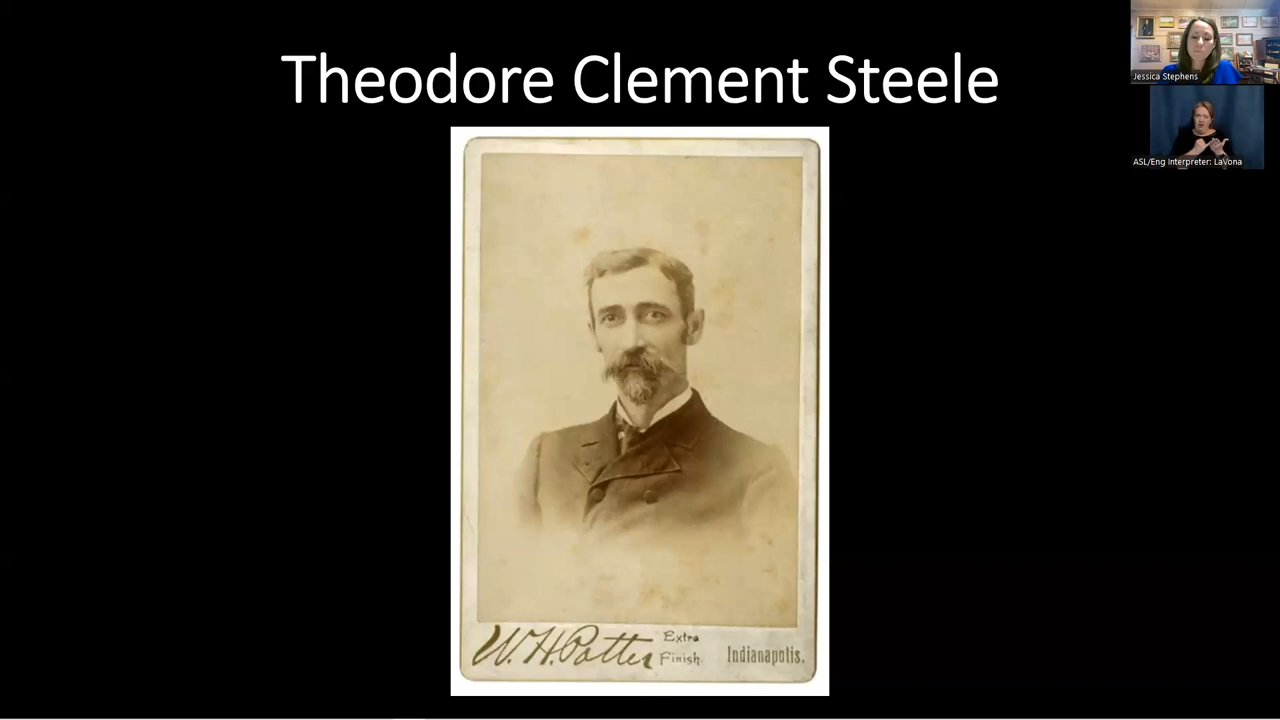 Theodore Clement Steele
Jessica Stephens
ASL/Eng Interpreter: LaVona
W. H. Potter Extra Finish. Indianapolis.